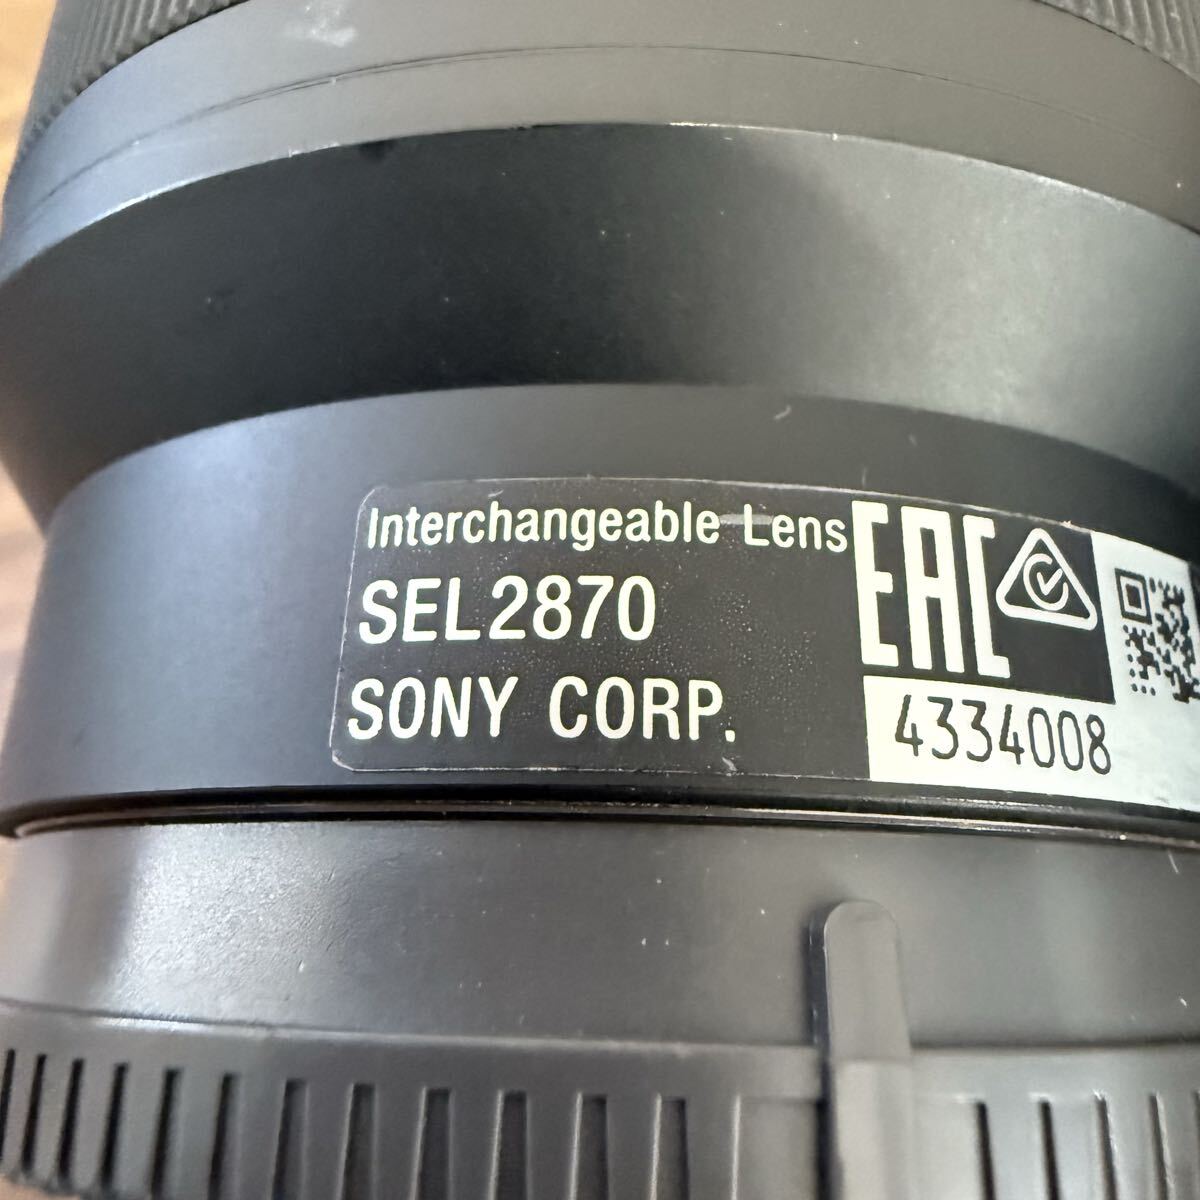 Interchangeable Lens
SEL2870
SONY CORP.
EAC
4334008